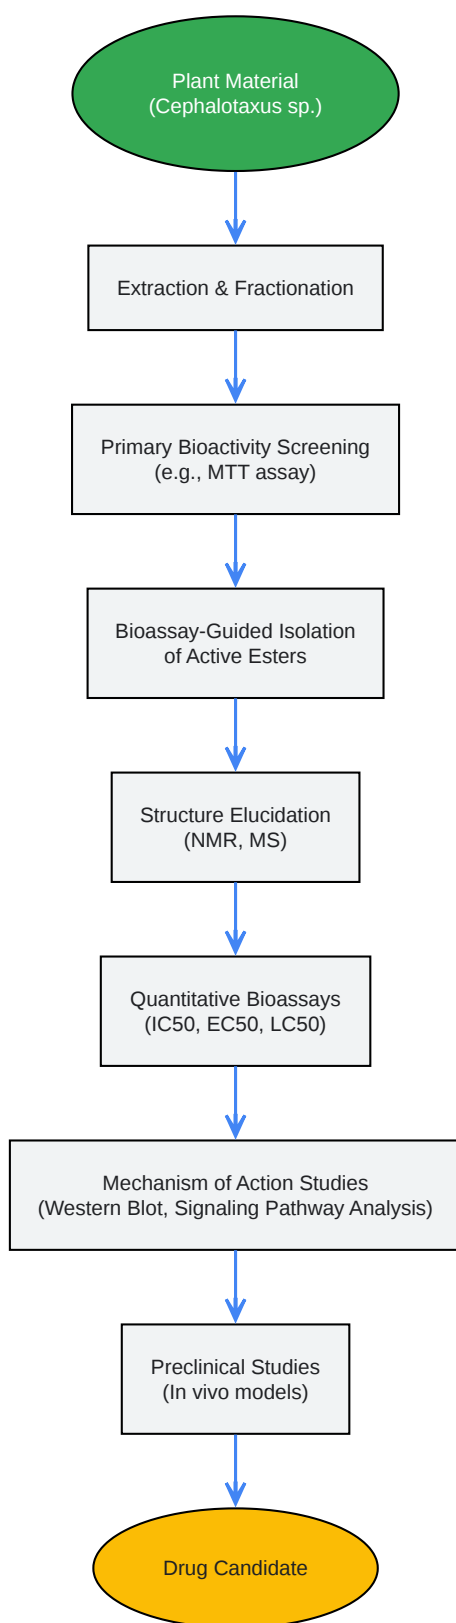 Plant Material
(Cephalotaxus sp.)
Extraction & Fractionation
Primary Bioactivity Screening
(e.g., MTT assay)
Bioassay-Guided Isolation
of Active Esters
Structure Elucidation
(NMR, MS)
Quantitative Bioassays
(IC50, EC50, LC50)
Mechanism of Action Studies
(Western Blot, Signaling Pathway Analysis)
Preclinical Studies
(In vivo models)
Drug Candidate